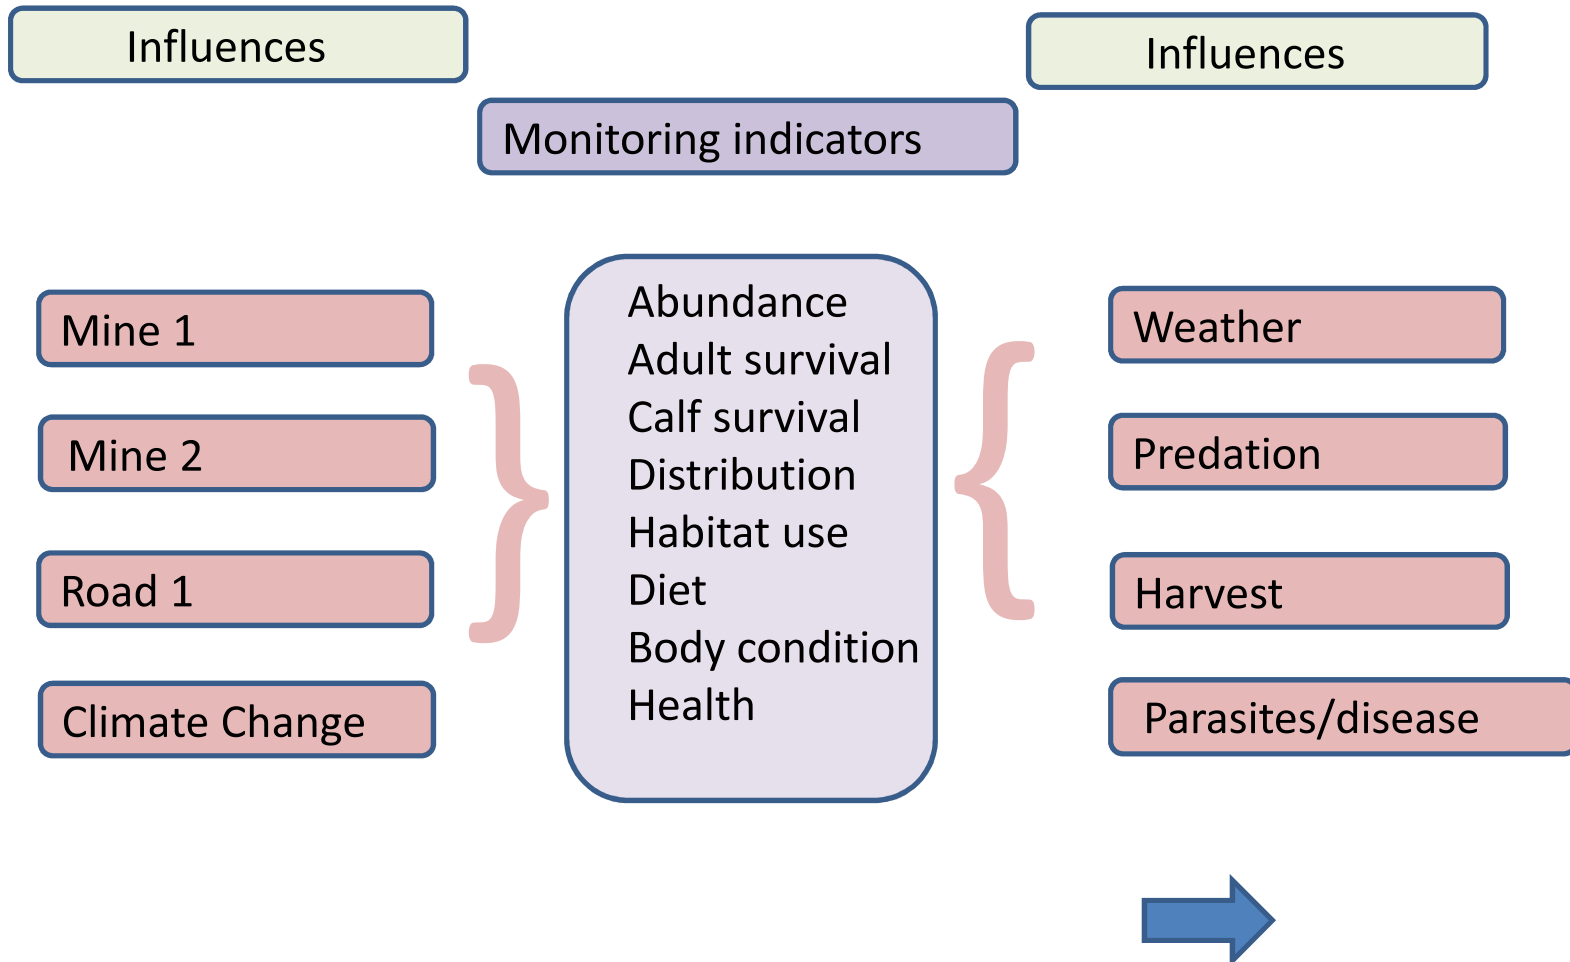 Influences
Influences
Monitoring indicators
Mine 1
Mine 2
Road 1
Climate Change
Abundance
Adult survival
Calf survival
Distribution
Habitat use
Diet
Body condition
Health
Weather
Predation
Harvest
Parasites/disease